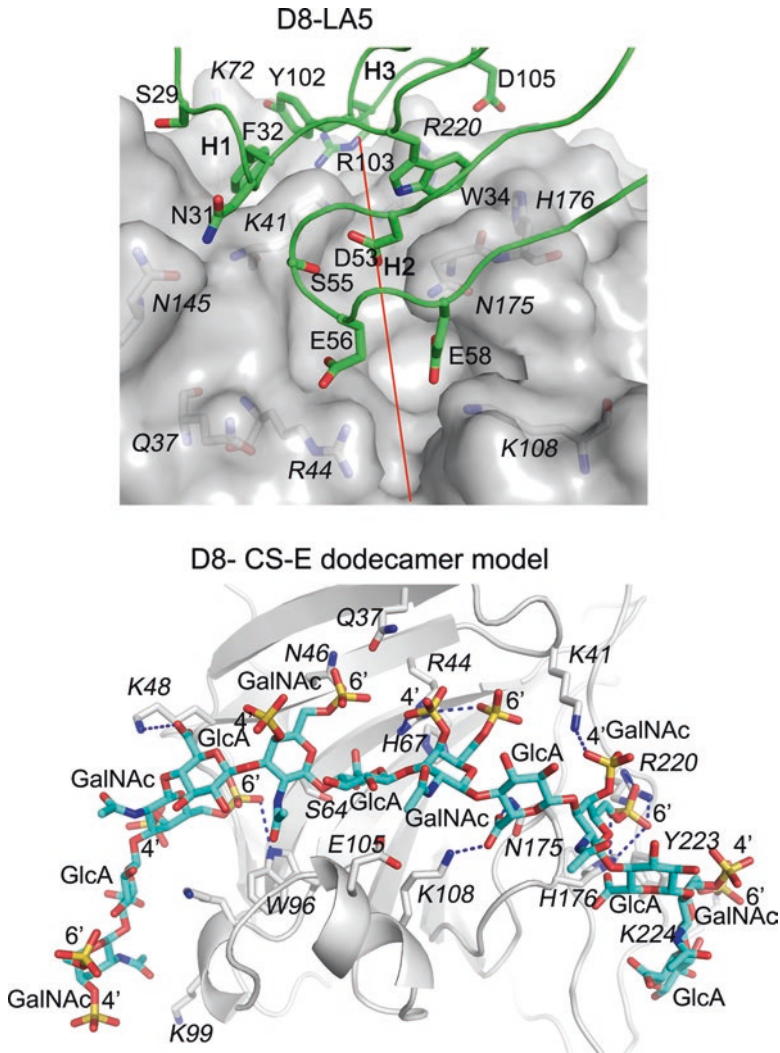 D8-LA5
K72
Y102
H3
D105
S29
F32
R220
H1
R103
W34
H176
N31
K41
D53
H2
S55
N145
N175
E56
E58
Q37
R44
K108
D8- CS-E dodecamer model
Q37
N46
R44
K41
K48
GalNAc
6'
4'
6'
4'
GlcA
4'
GalNAc
H67
R220
GalNAc
6'
S64
GlcA
6'
4'
GalNAc
E105
N175
Y223
4'
GlcA
W96
K108
H176
GlcA
6'
GalNAc
6'
K224
GalNAc
4'
GlcA
K99